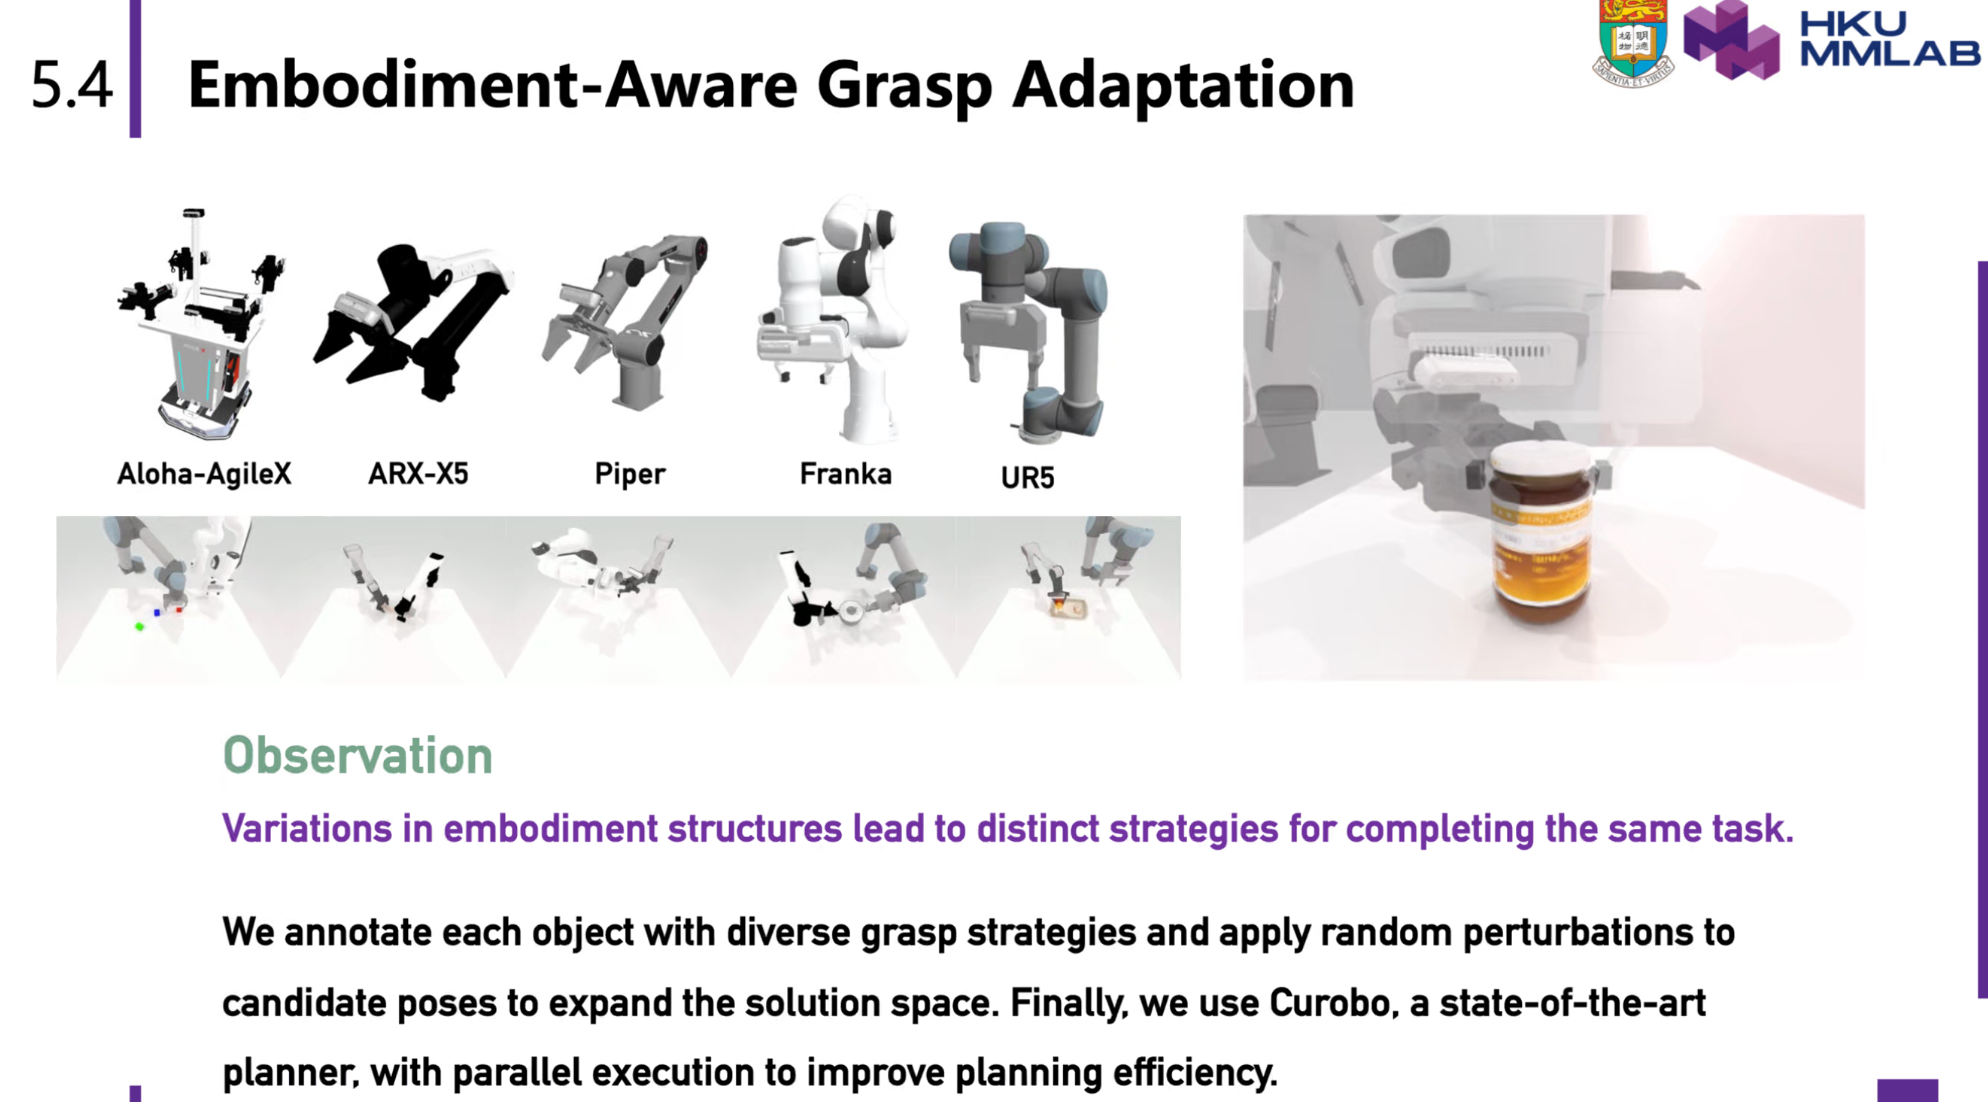 5.4
Embodiment-Aware Grasp Adaptation
HKU
MMLAB
Aloha-AgileX
ARX-X5
Piper
Franka
UR5
Observation
Variations in embodiment structures lead to distinct strategies for completing the same task.
We annotate each object with diverse grasp strategies and apply random perturbations to
candidate poses to expand the solution space. Finally, we use Curobo, a state-of-the-art
planner, with parallel execution to improve planning efficiency.